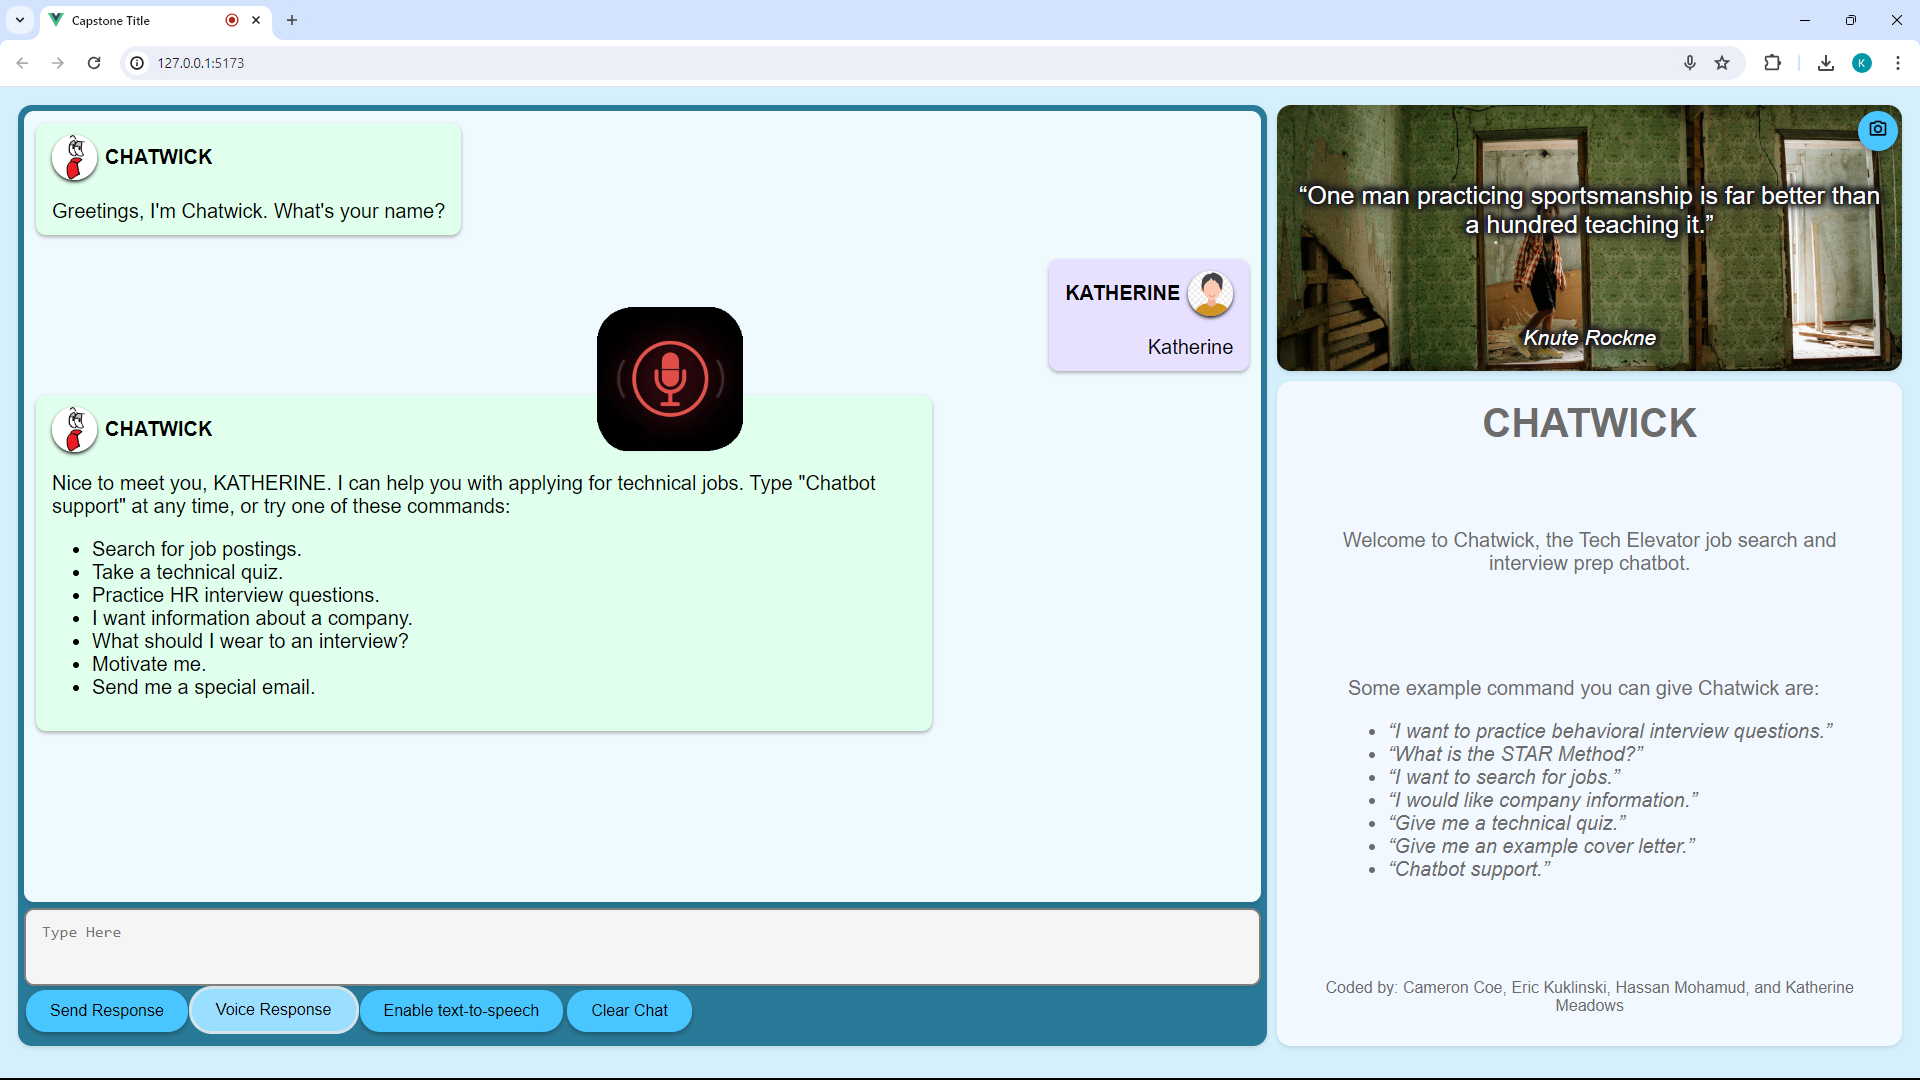 Capstone Title
127.0.0.1:5173
K
CHATWICK
Greetings, I'm Chatwick. What's your name?
KATHERINE
Katherine
CHATWICK
Nice to meet you, KATHERINE. I can help you with applying for technical jobs. Type "Chatbot
support" at any time, or try one of these commands:
• Search for job postings.
• Take a technical quiz.
• Practice HR interview questions.
• I want information about a company.
• What should I wear to an interview?
• Motivate me.
• Send me a special email.
Type Here
Send Response
Voice Response
Enable text-to-speech
Clear Chat
“One man practicing sportsmanship is far better than
a hundred teaching it.”
Knute Rockne
CHATWICK
Welcome to Chatwick, the Tech Elevator job search and
interview prep chatbot.
Some example command you can give Chatwick are:
• “I want to practice behavioral interview questions.”
• “What is the STAR Method?”
• “I want to search for jobs.”
• “I would like company information.”
• “Give me a technical quiz.”
• “Give me an example cover letter.”
• “Chatbot support.”
Coded by: Cameron Coe, Eric Kuklinski, Hassan Mohamud, and Katherine
Meadows